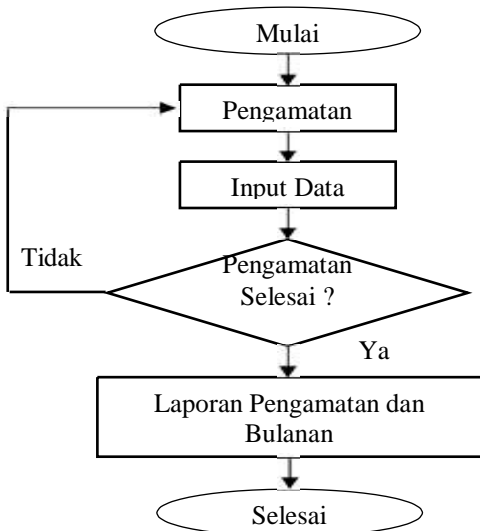 Mulai
Pengamatan
Input Data
Tidak
Pengamatan
Selesai ?
Ya
Laporan Pengamatan dan
Bulanan
Selesai